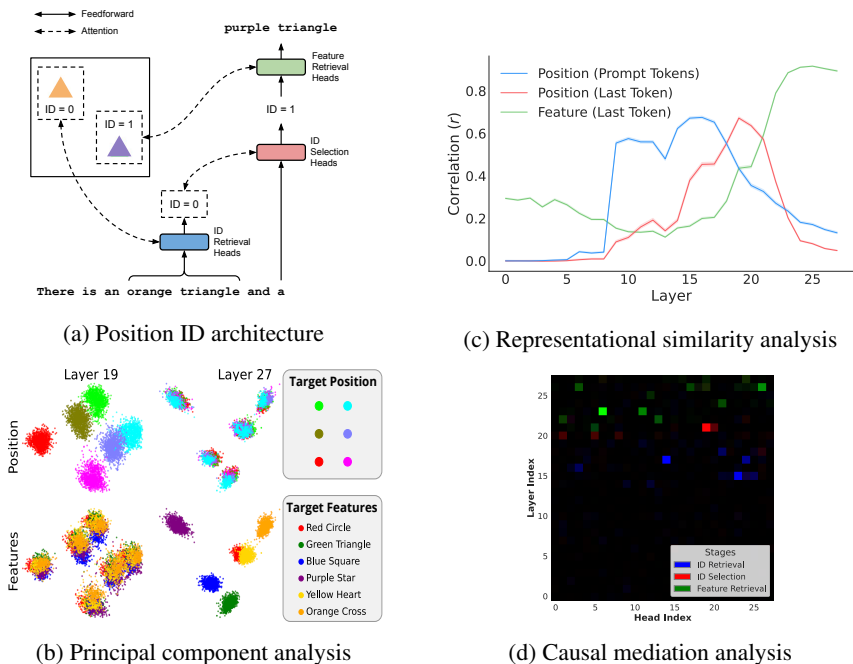 Feedforward
Attention
purple triangle
Feature
Retrieval
Heads
ID = 0
ID = 1
ID = 1
ID
Selection
Heads
ID = 0
ID
Retrieval
Heads
There is an orange triangle and a
(a) Position ID architecture
Position (Prompt Tokens)
Position (Last Token)
Feature (Last Token)
Correlation (r)
0.8
0.6
0.4
0.2
0.0
0 5 10 15 20 25
Layer
(c) Representational similarity analysis
Layer 19 Layer 27
Position
Features
Target Position
Target Features
Red Circle
Green Triangle
Blue Square
Purple Star
Yellow Heart
Orange Cross
(b) Principal component analysis
Layer Index
25
20
15
10
5
0
Stages
ID Retrieval
ID Selection
Feature Retrieval
0 5 10 15 20 25
Head Index
(d) Causal mediation analysis